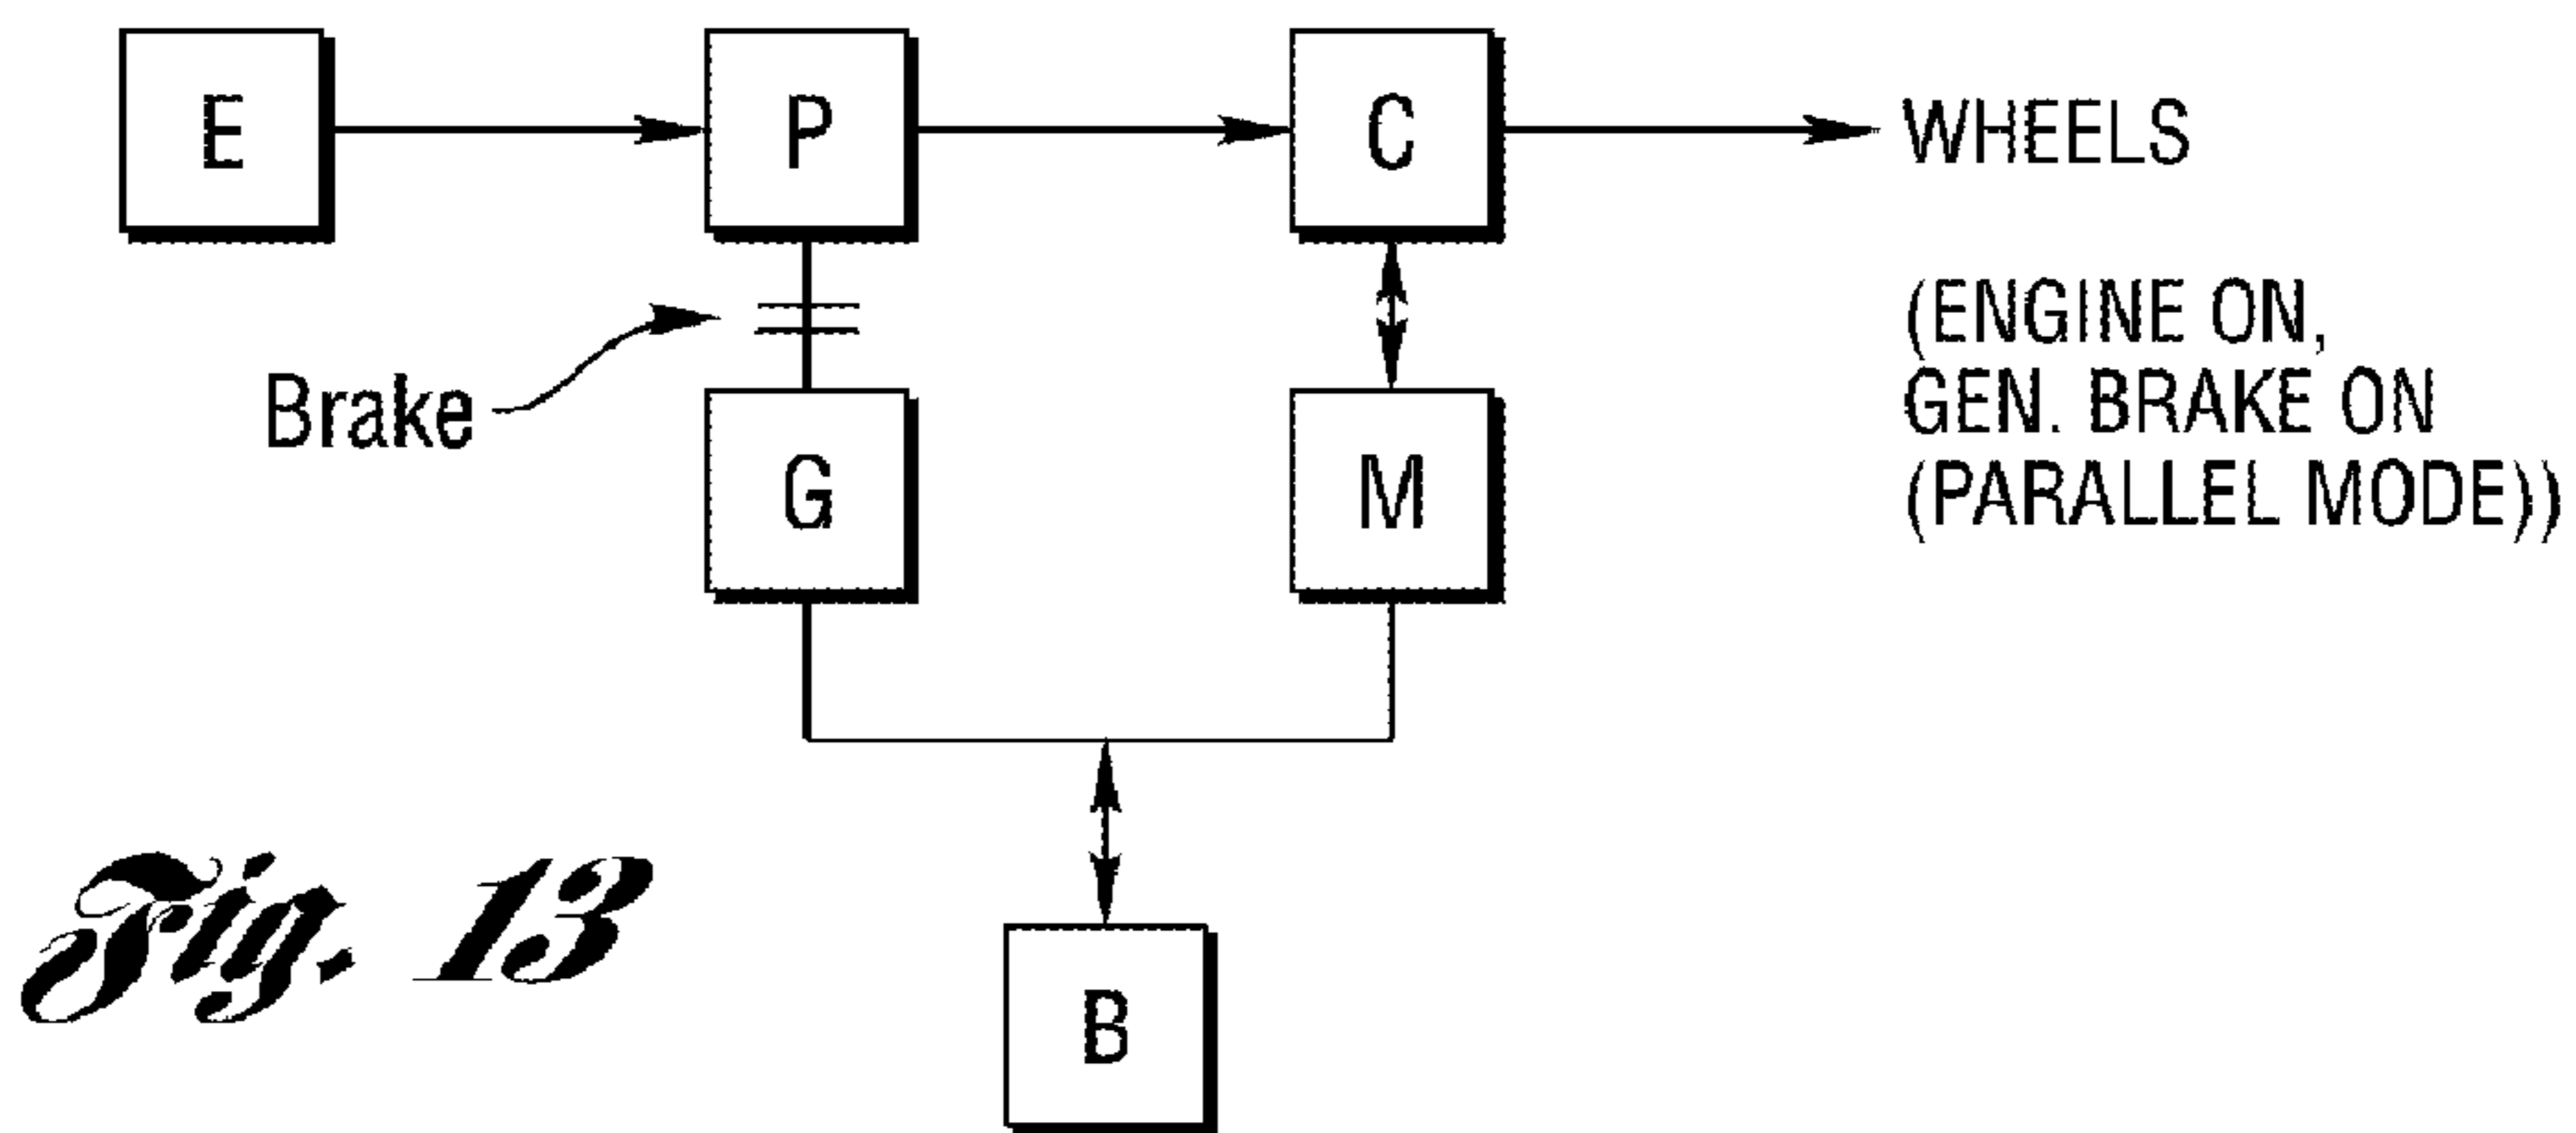 E
P
C
WHEELS
(ENGINE ON,
GEN. BRAKE ON
(PARALLEL MODE))
Brake
G
M
B
Fig. 13